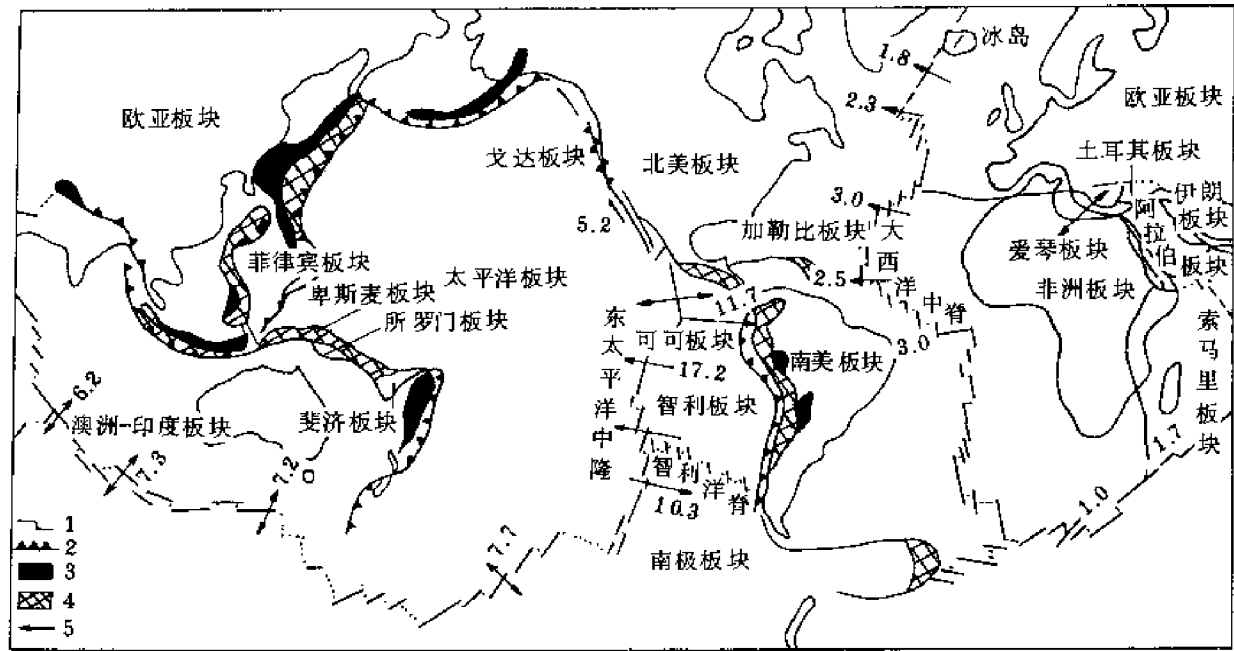 冰岛
1.8
欧亚板块
2.3
欧亚板块
土耳其板块
戈达板块
北美板块
3.0
伊朗板块
阿拉伯板块
5.2
加勒比板块
大西洋中脊
爱琴板块
菲律宾板块
太平洋板块
2.5
非洲板块
卑斯麦板块
11.7
所罗门板块
东太平洋中隆
可可板块
3.0
索马里板块
南美板块
17.2
6.2
澳洲-印度板块
斐济板块
智利板块
1.7
7.3
7.2
智利洋脊
10.3
1.0
1
2
7.7
南极板块
3
4
5